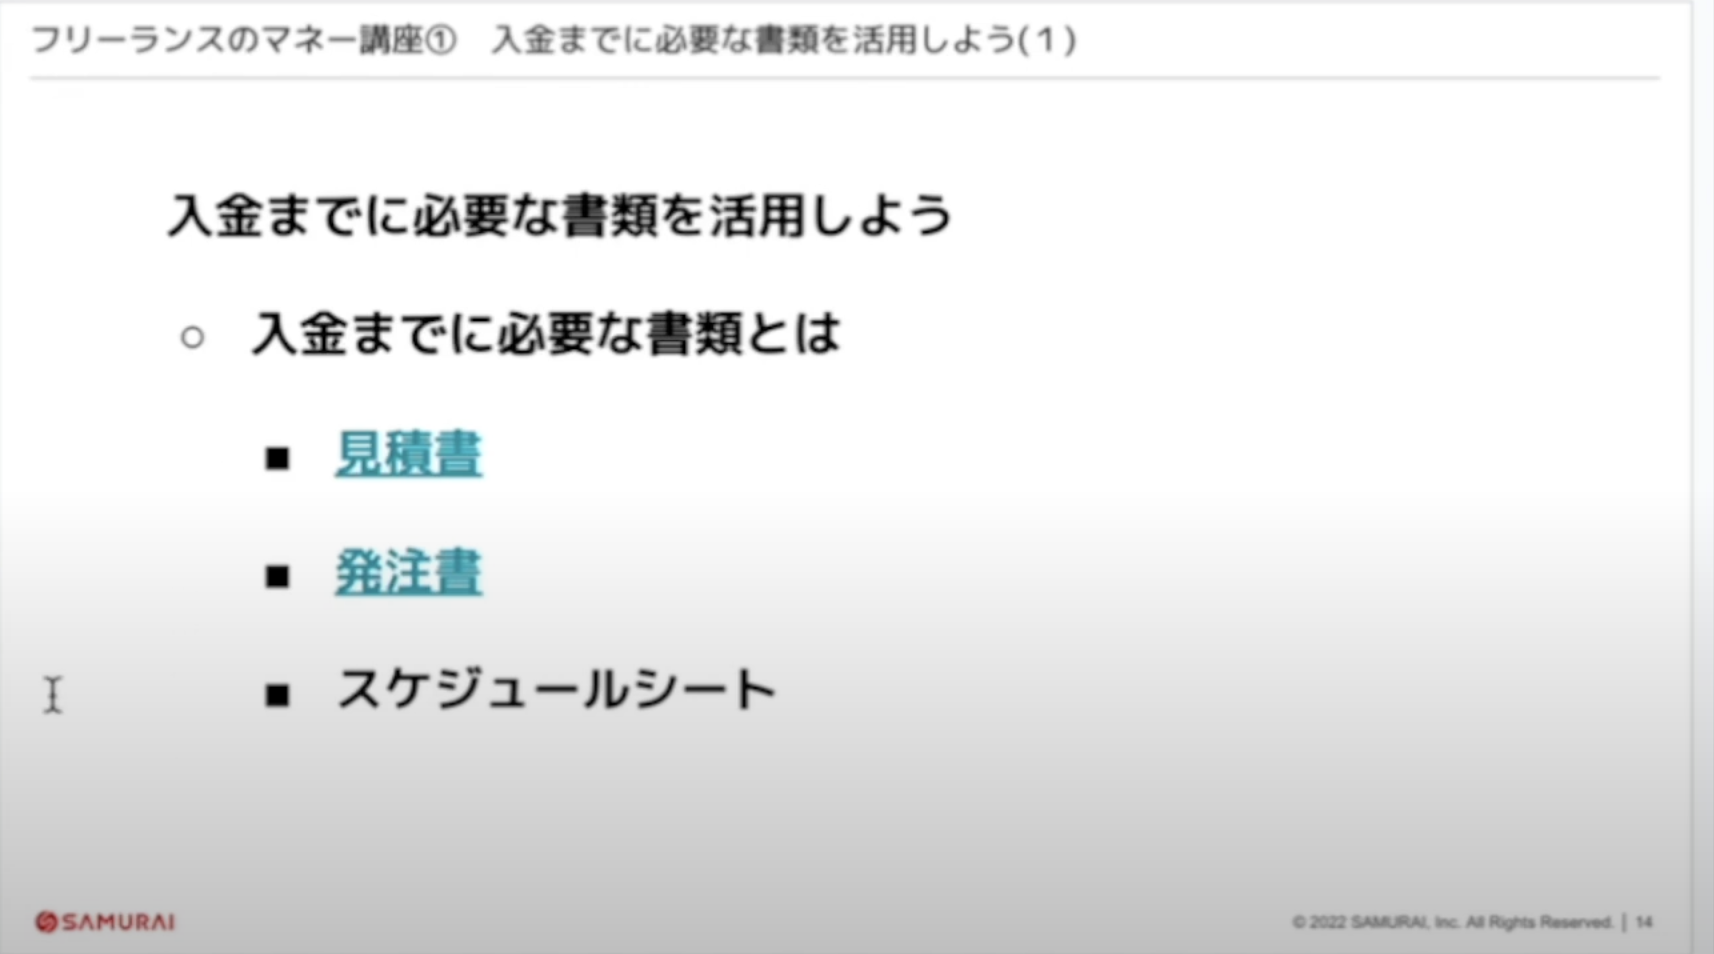 フリーランスのマネー講座① 入金までに必要な書類を活用しよう(１)
入金までに必要な書類を活用しよう
○ 入金までに必要な書類とは
■ 見積書
■ 発注書
■ スケジュールシート
SAMURAI
© 2022 SAMURAI, Inc. All Rights Reserved. | 14